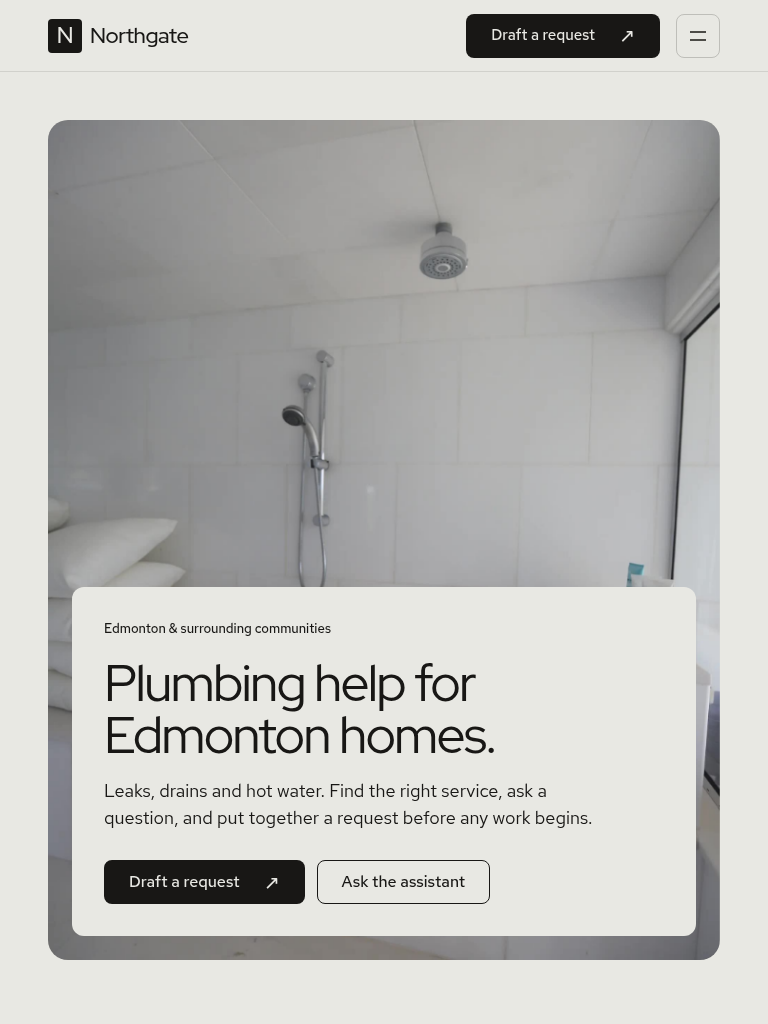 N Northgate
Draft a request ↗
Edmonton & surrounding communities
Plumbing help for
Edmonton homes.
Leaks, drains and hot water. Find the right service, ask a
question, and put together a request before any work begins.
Draft a request ↗
Ask the assistant